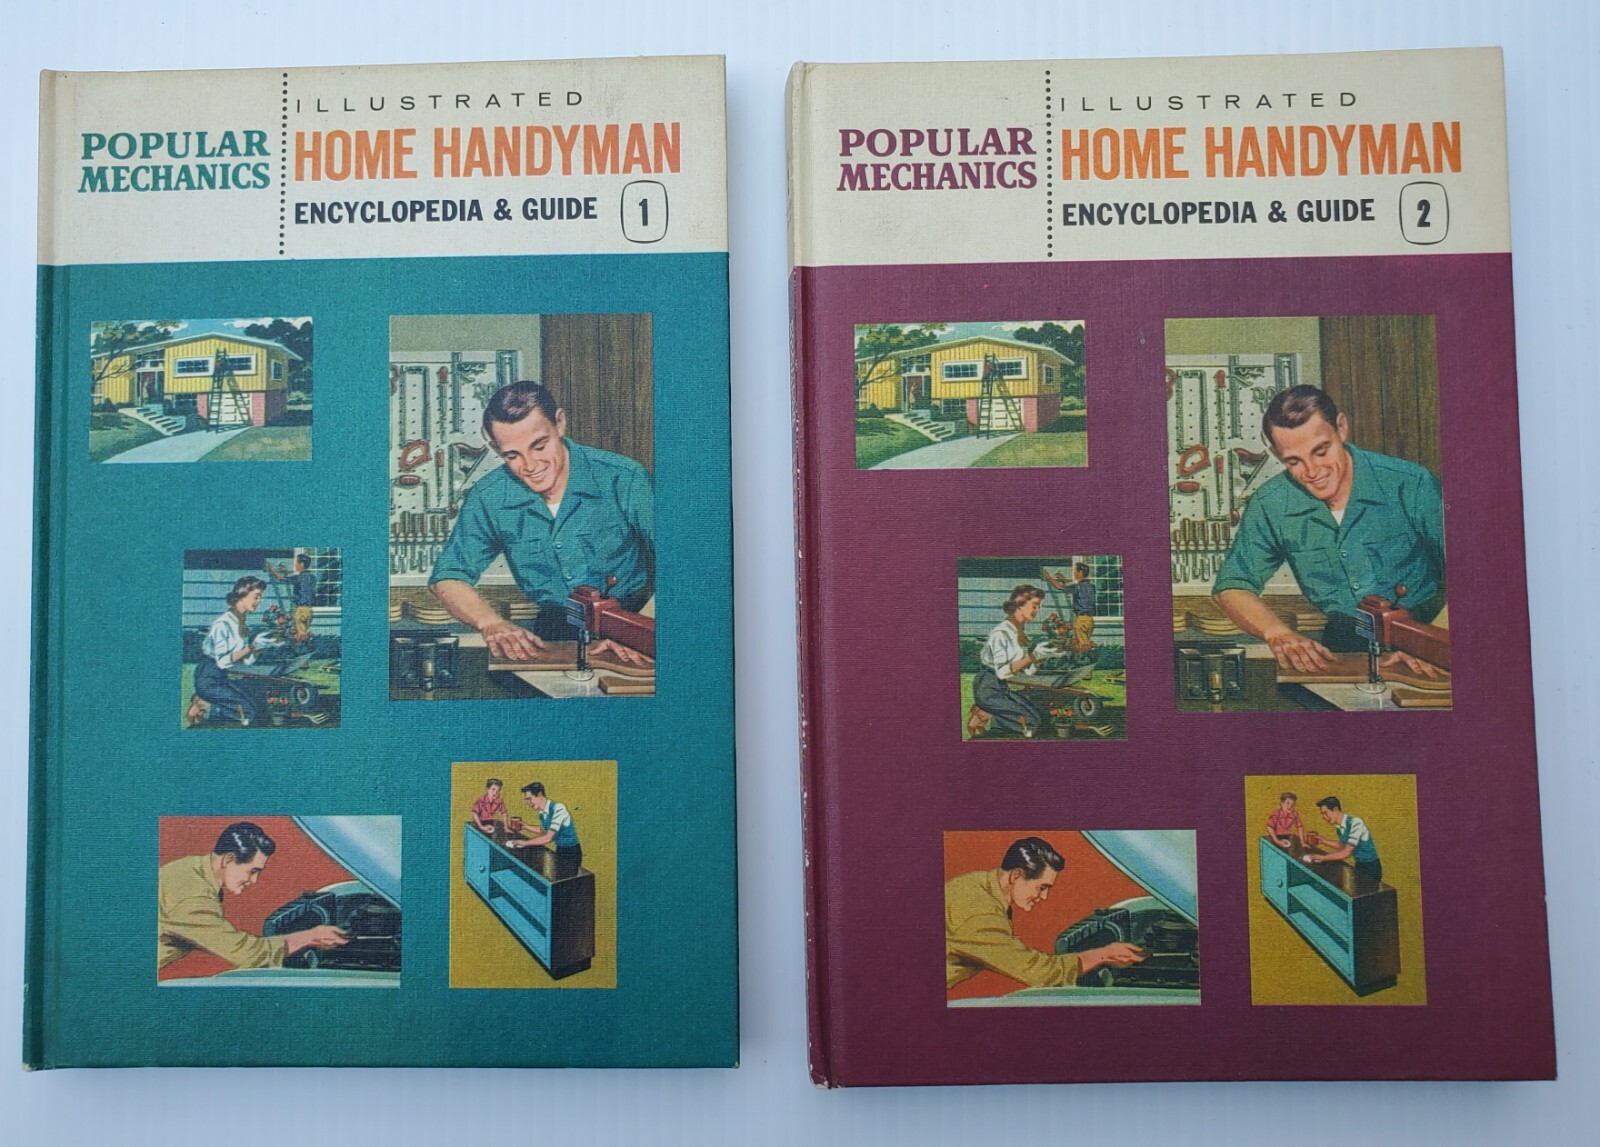 ILLUSTRATED
POPULAR
MECHANICS
HOME HANDYMAN
ENCYCLOPEDIA & GUIDE 1
ILLUSTRATED
POPULAR
MECHANICS
HOME HANDYMAN
ENCYCLOPEDIA & GUIDE 2